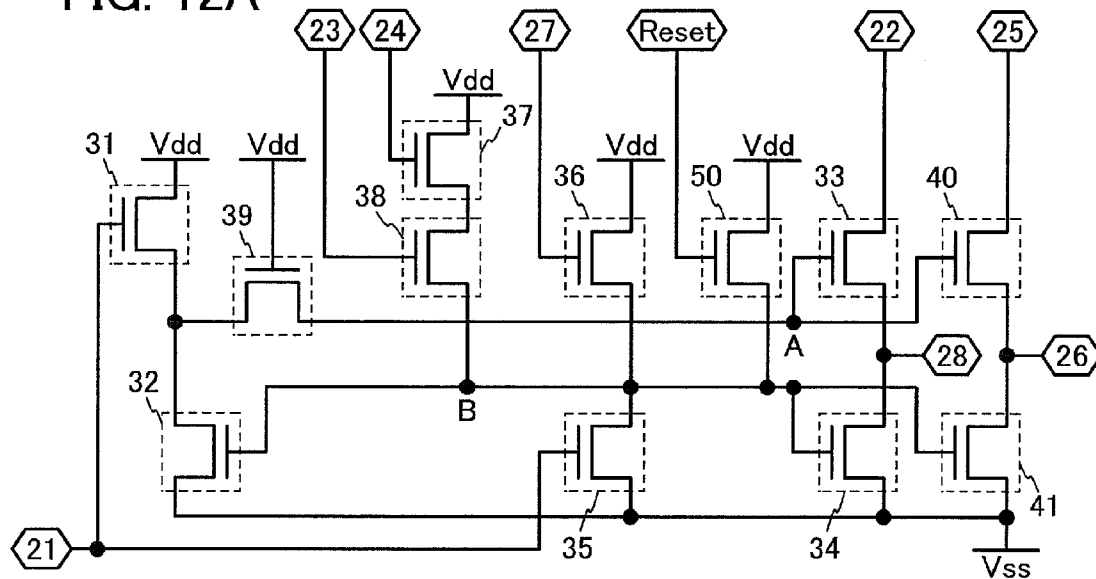 FIG. 12A
23 24 27 Reset 22 25
Vdd
37
31 Vdd Vdd Vdd Vdd
36 50 33 40
38
39
A
28 26
32
B
21
35 34 41
Vss